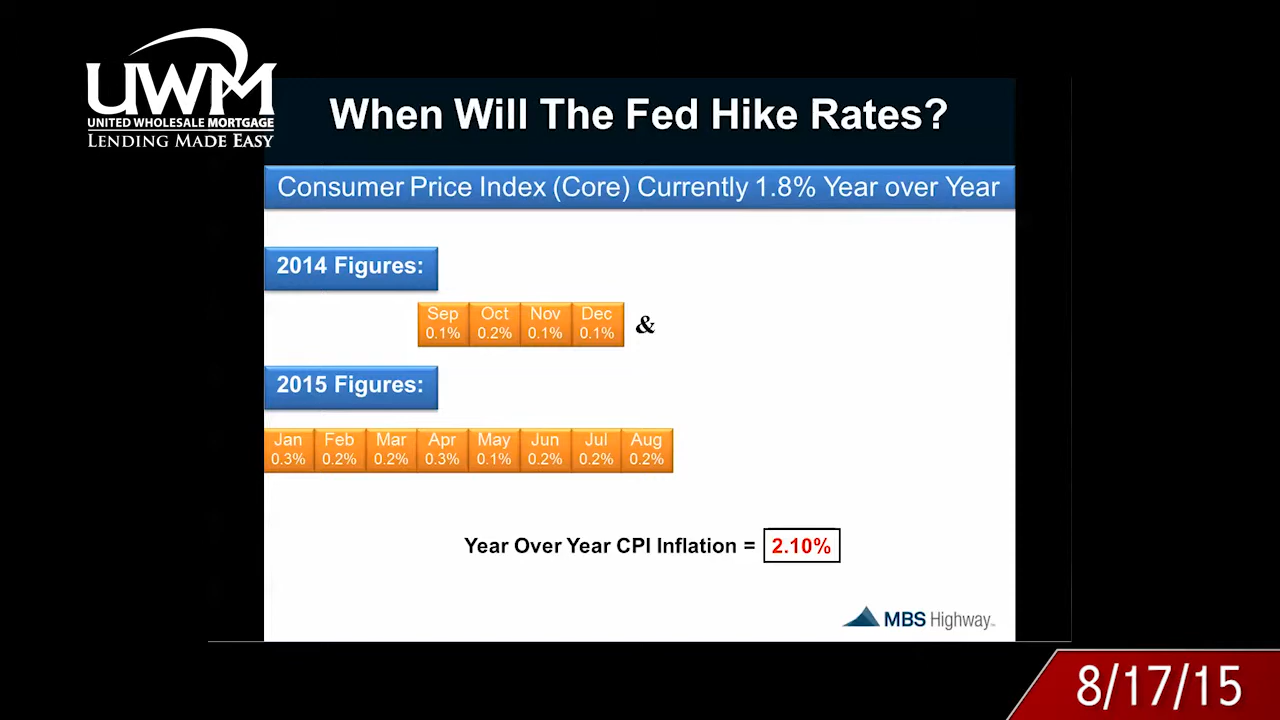 UWM
UNITED WHOLESALE MORTGAGE
LENDING MADE EASY
When Will The Fed Hike Rates?
Consumer Price Index (Core) Currently 1.8% Year over Year
2014 Figures:
Sep Oct Nov Dec
0.1% 0.2% 0.1% 0.1%
&
2015 Figures:
Jan Feb Mar Apr May Jun Jul Aug
0.3% 0.2% 0.2% 0.3% 0.1% 0.2% 0.2% 0.2%
Year Over Year CPI Inflation = 2.10%
MBS Highway
8/17/15